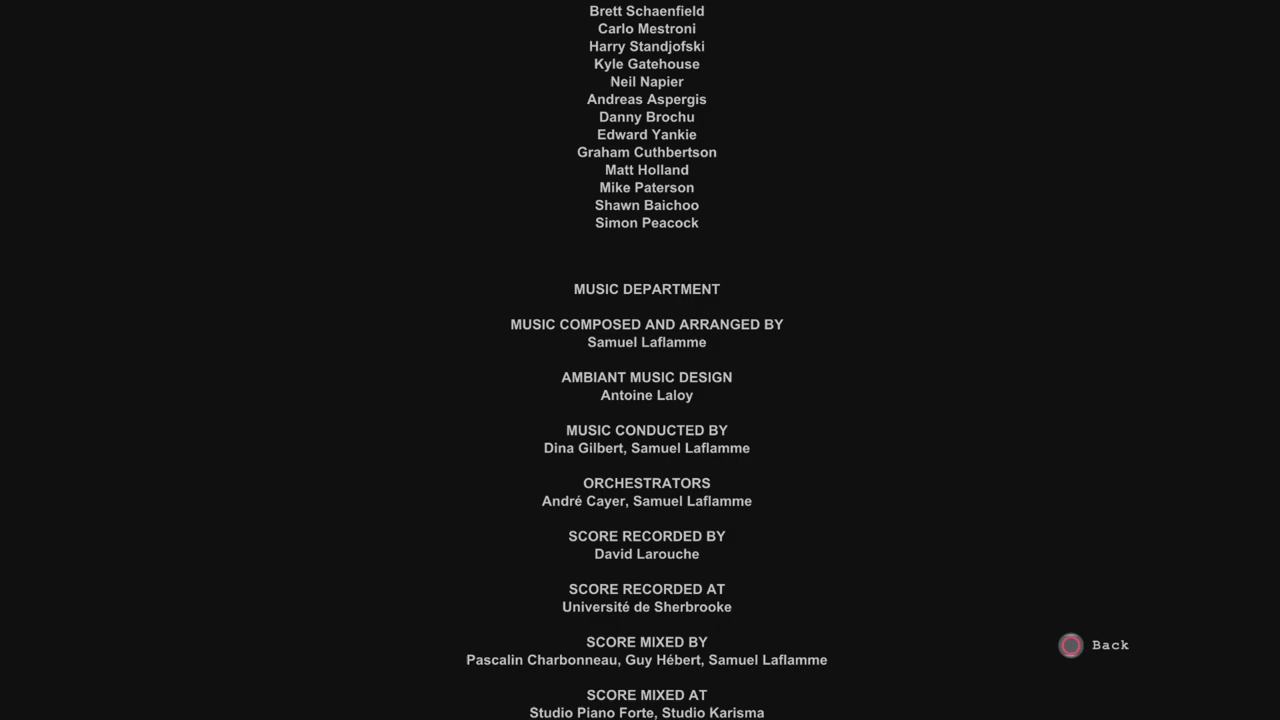 Brett Schaenfield
Carlo Mestroni
Harry Standjofski
Kyle Gatehouse
Neil Napier
Andreas Aspergis
Danny Brochu
Edward Yankie
Graham Cuthbertson
Matt Holland
Mike Paterson
Shawn Baichoo
Simon Peacock
MUSIC DEPARTMENT
MUSIC COMPOSED AND ARRANGED BY
Samuel Laflamme
AMBIANT MUSIC DESIGN
Antoine Laloy
MUSIC CONDUCTED BY
Dina Gilbert, Samuel Laflamme
ORCHESTRATORS
André Cayer, Samuel Laflamme
SCORE RECORDED BY
David Larouche
SCORE RECORDED AT
Université de Sherbrooke
SCORE MIXED BY
Pascalin Charbonneau, Guy Hébert, Samuel Laflamme
SCORE MIXED AT
Studio Piano Forte, Studio Karisma
Back